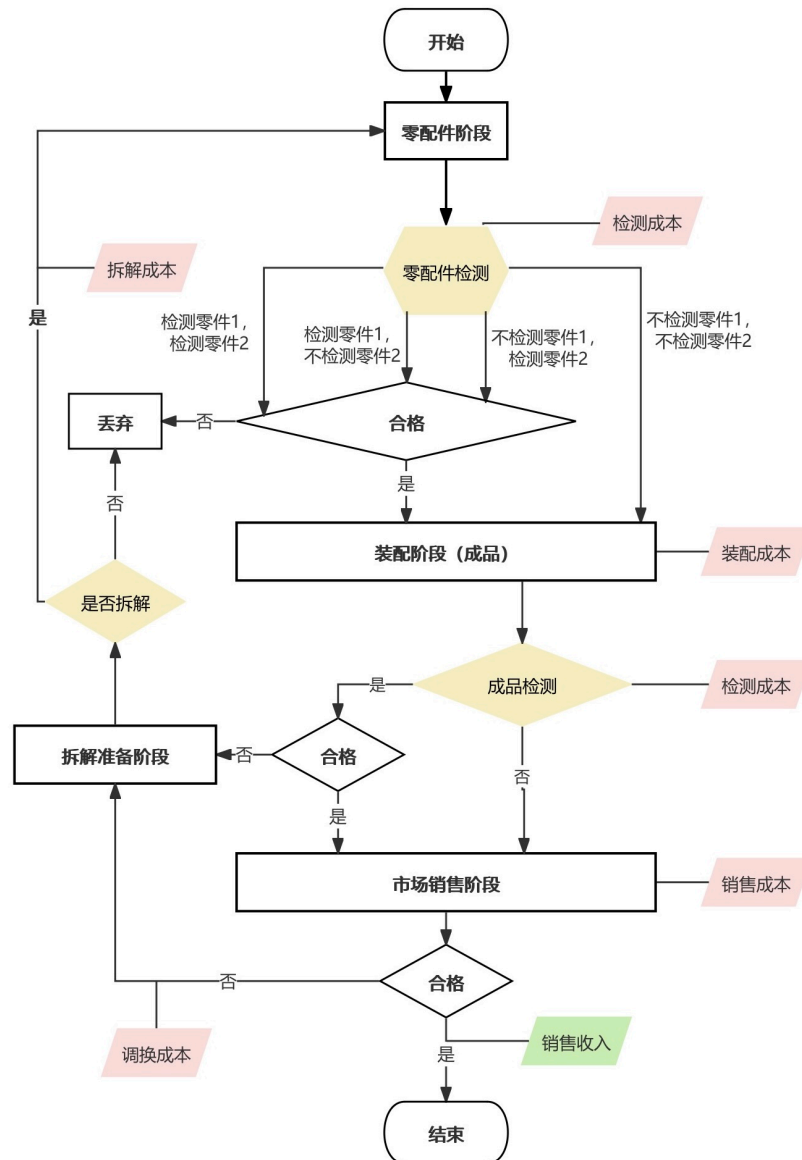 开始
零配件阶段
检测成本
拆解成本
零配件检测
是
检测零件1，
检测零件2
检测零件1，
不检测零件2
不检测零件1，
检测零件2
不检测零件1，
不检测零件2
丢弃
否
合格
是
否
装配阶段（成品）
装配成本
是否拆解
是
成品检测
检测成本
拆解准备阶段
否
合格
否
是
市场销售阶段
销售成本
否
合格
调换成本
是
销售收入
结束